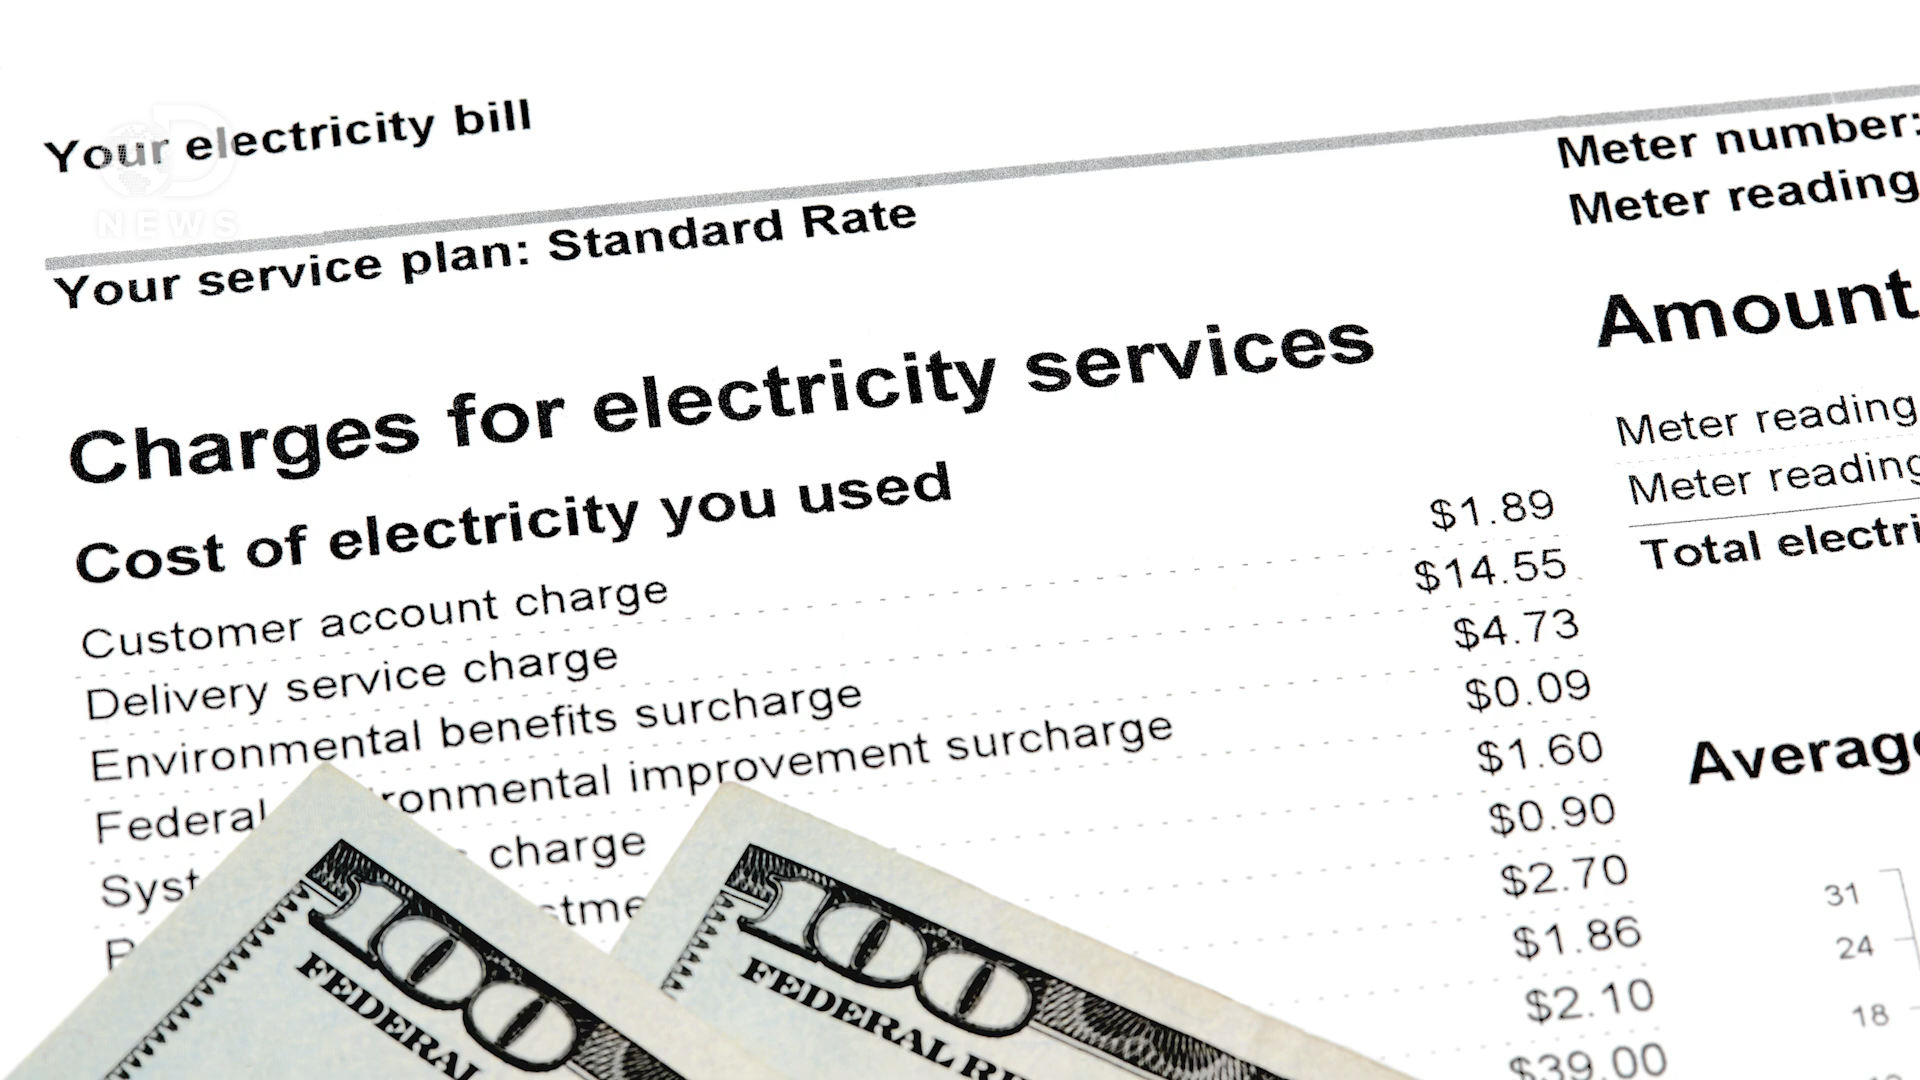 Your electricity bill
NEWS
Your service plan: Standard Rate
Meter number:
Meter reading
Charges for electricity services
Amount
Cost of electricity you used
Meter reading
Meter reading
Total electri
Customer account charge $1.89
Delivery service charge $14.55
Environmental benefits surcharge $4.73
Federal ronmental improvement surcharge $0.09
Syst charge $1.60
stme $0.90
$2.70
$1.86
$2.10
$39.00
Average
31
24
18
100
FEDERAL
100
FEDERAL RE